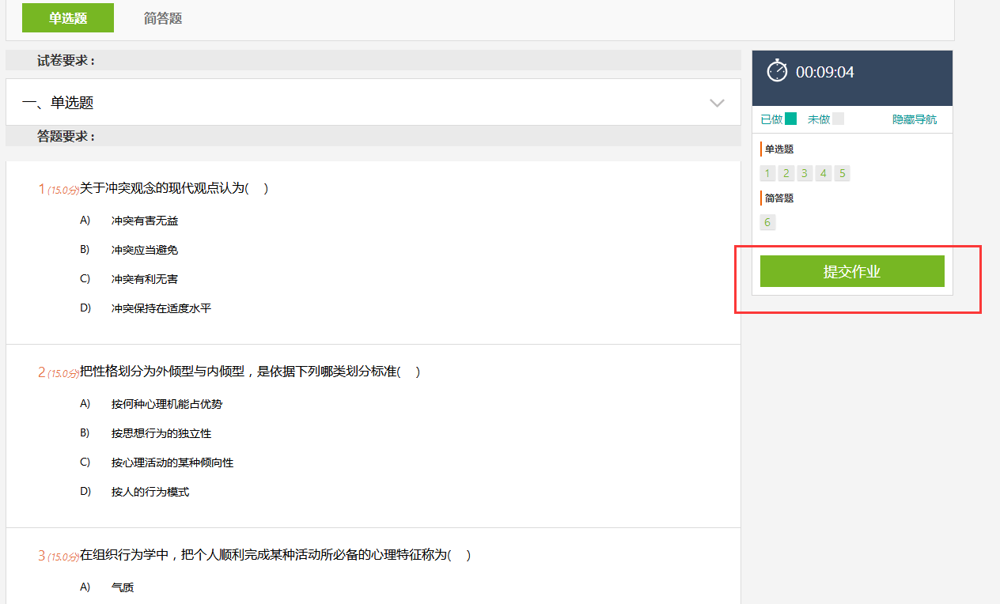 单选题 简答题
试卷要求：
一、单选题
答题要求：
1 (15.0分)关于冲突观念的现代观点认为( )
A) 冲突有害无益
B) 冲突应当避免
C) 冲突有利无害
D) 冲突保持在适度水平
2 (15.0分)把性格划分为外倾型与内倾型，是依据下列哪类划分标准( )
A) 按何种心理机能占优势
B) 按思想行为的独立性
C) 按心理活动的某种倾向性
D) 按人的行为模式
3 (15.0分)在组织行为学中，把个人顺利完成某种活动所必备的心理特征称为( )
A) 气质
00:09:04
已做 未做 隐藏导航
单选题
1 2 3 4 5
简答题
6
提交作业